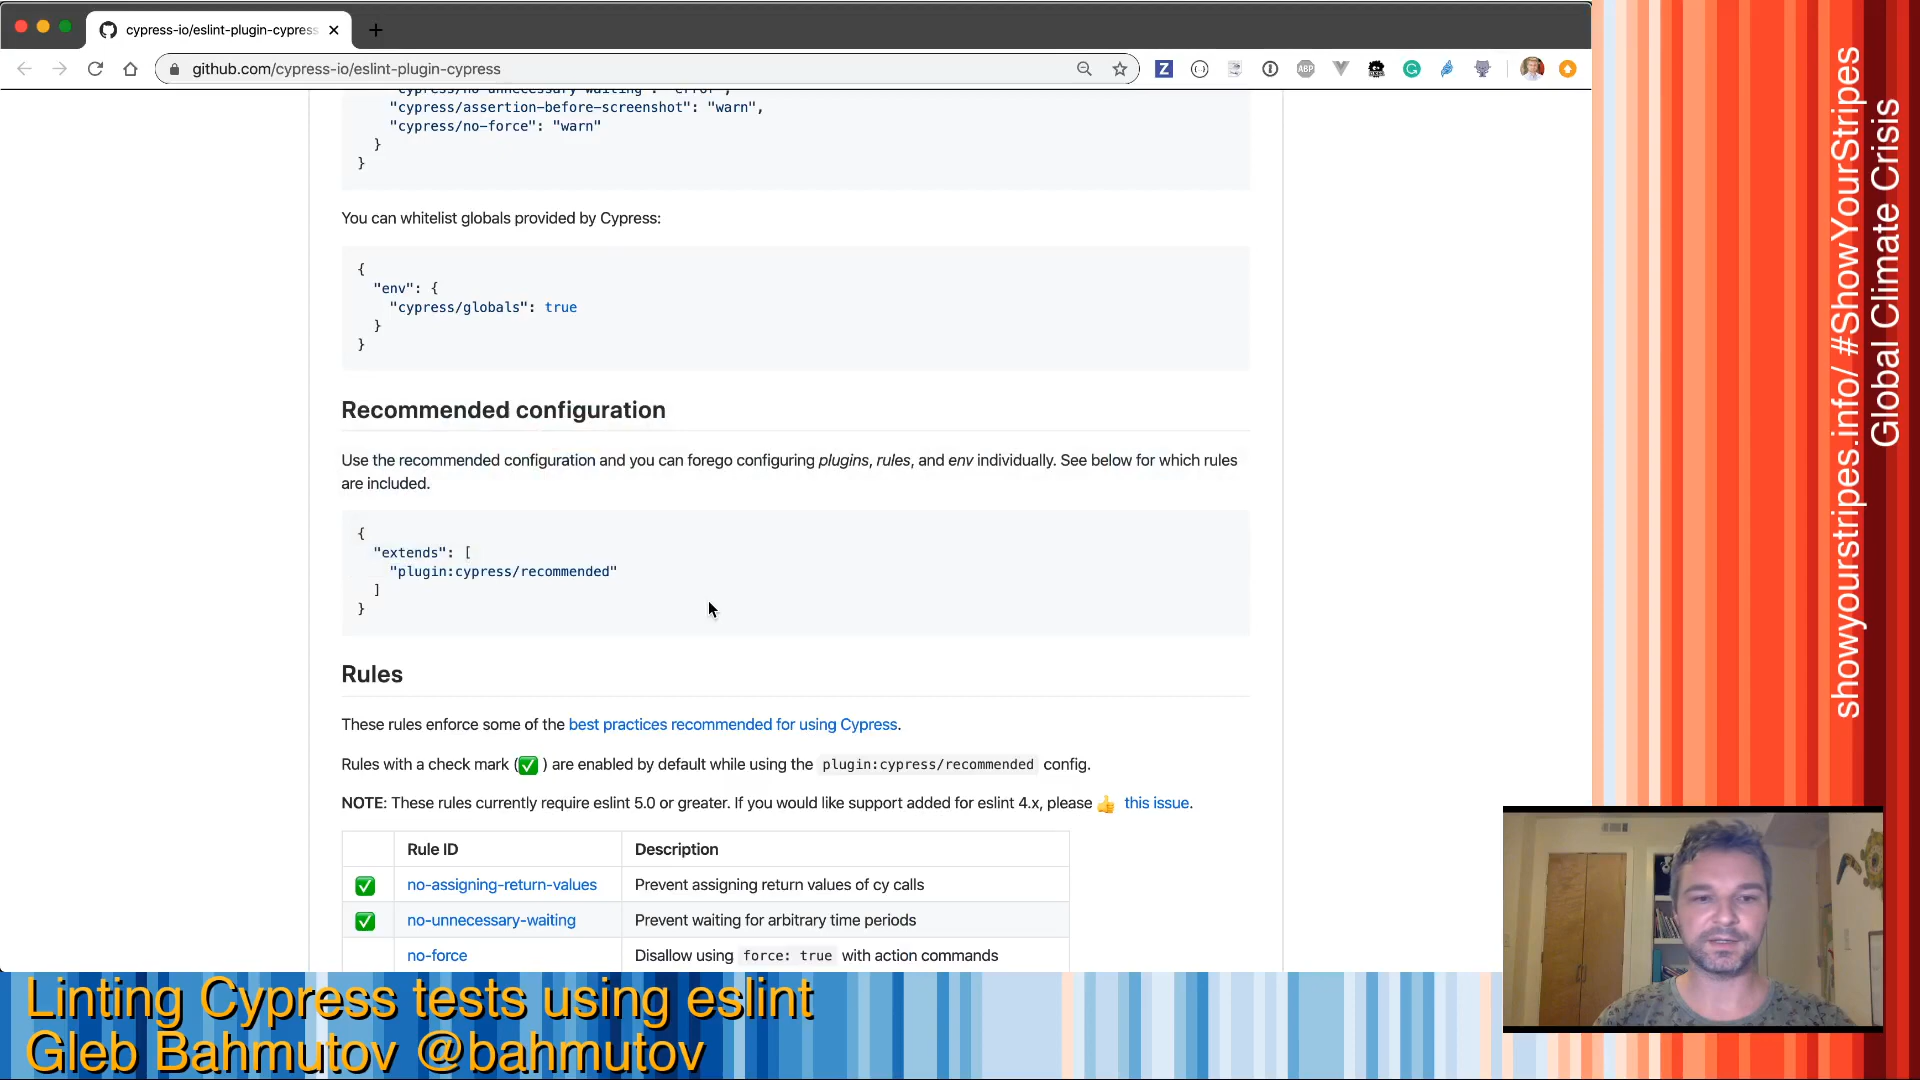 cypress-io/eslint-plugin-cypress
github.com/cypress-io/eslint-plugin-cypress
"cypress/no-unnecessary-waiting": "error",
"cypress/assertion-before-screenshot": "warn",
"cypress/no-force": "warn"
}
}
You can whitelist globals provided by Cypress:
{
"env": {
"cypress/globals": true
}
}
Recommended configuration
Use the recommended configuration and you can forego configuring plugins, rules, and env individually. See below for which rules
are included.
{
"extends": [
"plugin:cypress/recommended"
]
}
Rules
These rules enforce some of the best practices recommended for using Cypress.
Rules with a check mark (✅ ) are enabled by default while using the plugin:cypress/recommended config.
NOTE: These rules currently require eslint 5.0 or greater. If you would like support added for eslint 4.x, please 👍 this issue.
Rule ID Description
✅ no-assigning-return-values Prevent assigning return values of cy calls
✅ no-unnecessary-waiting Prevent waiting for arbitrary time periods
no-force Disallow using force: true with action commands
Linting Cypress tests using eslint
Gleb Bahmutov @bahmutov
showyourstripes.info/ #ShowYourStripes
Global Climate Crisis
Z
ABP